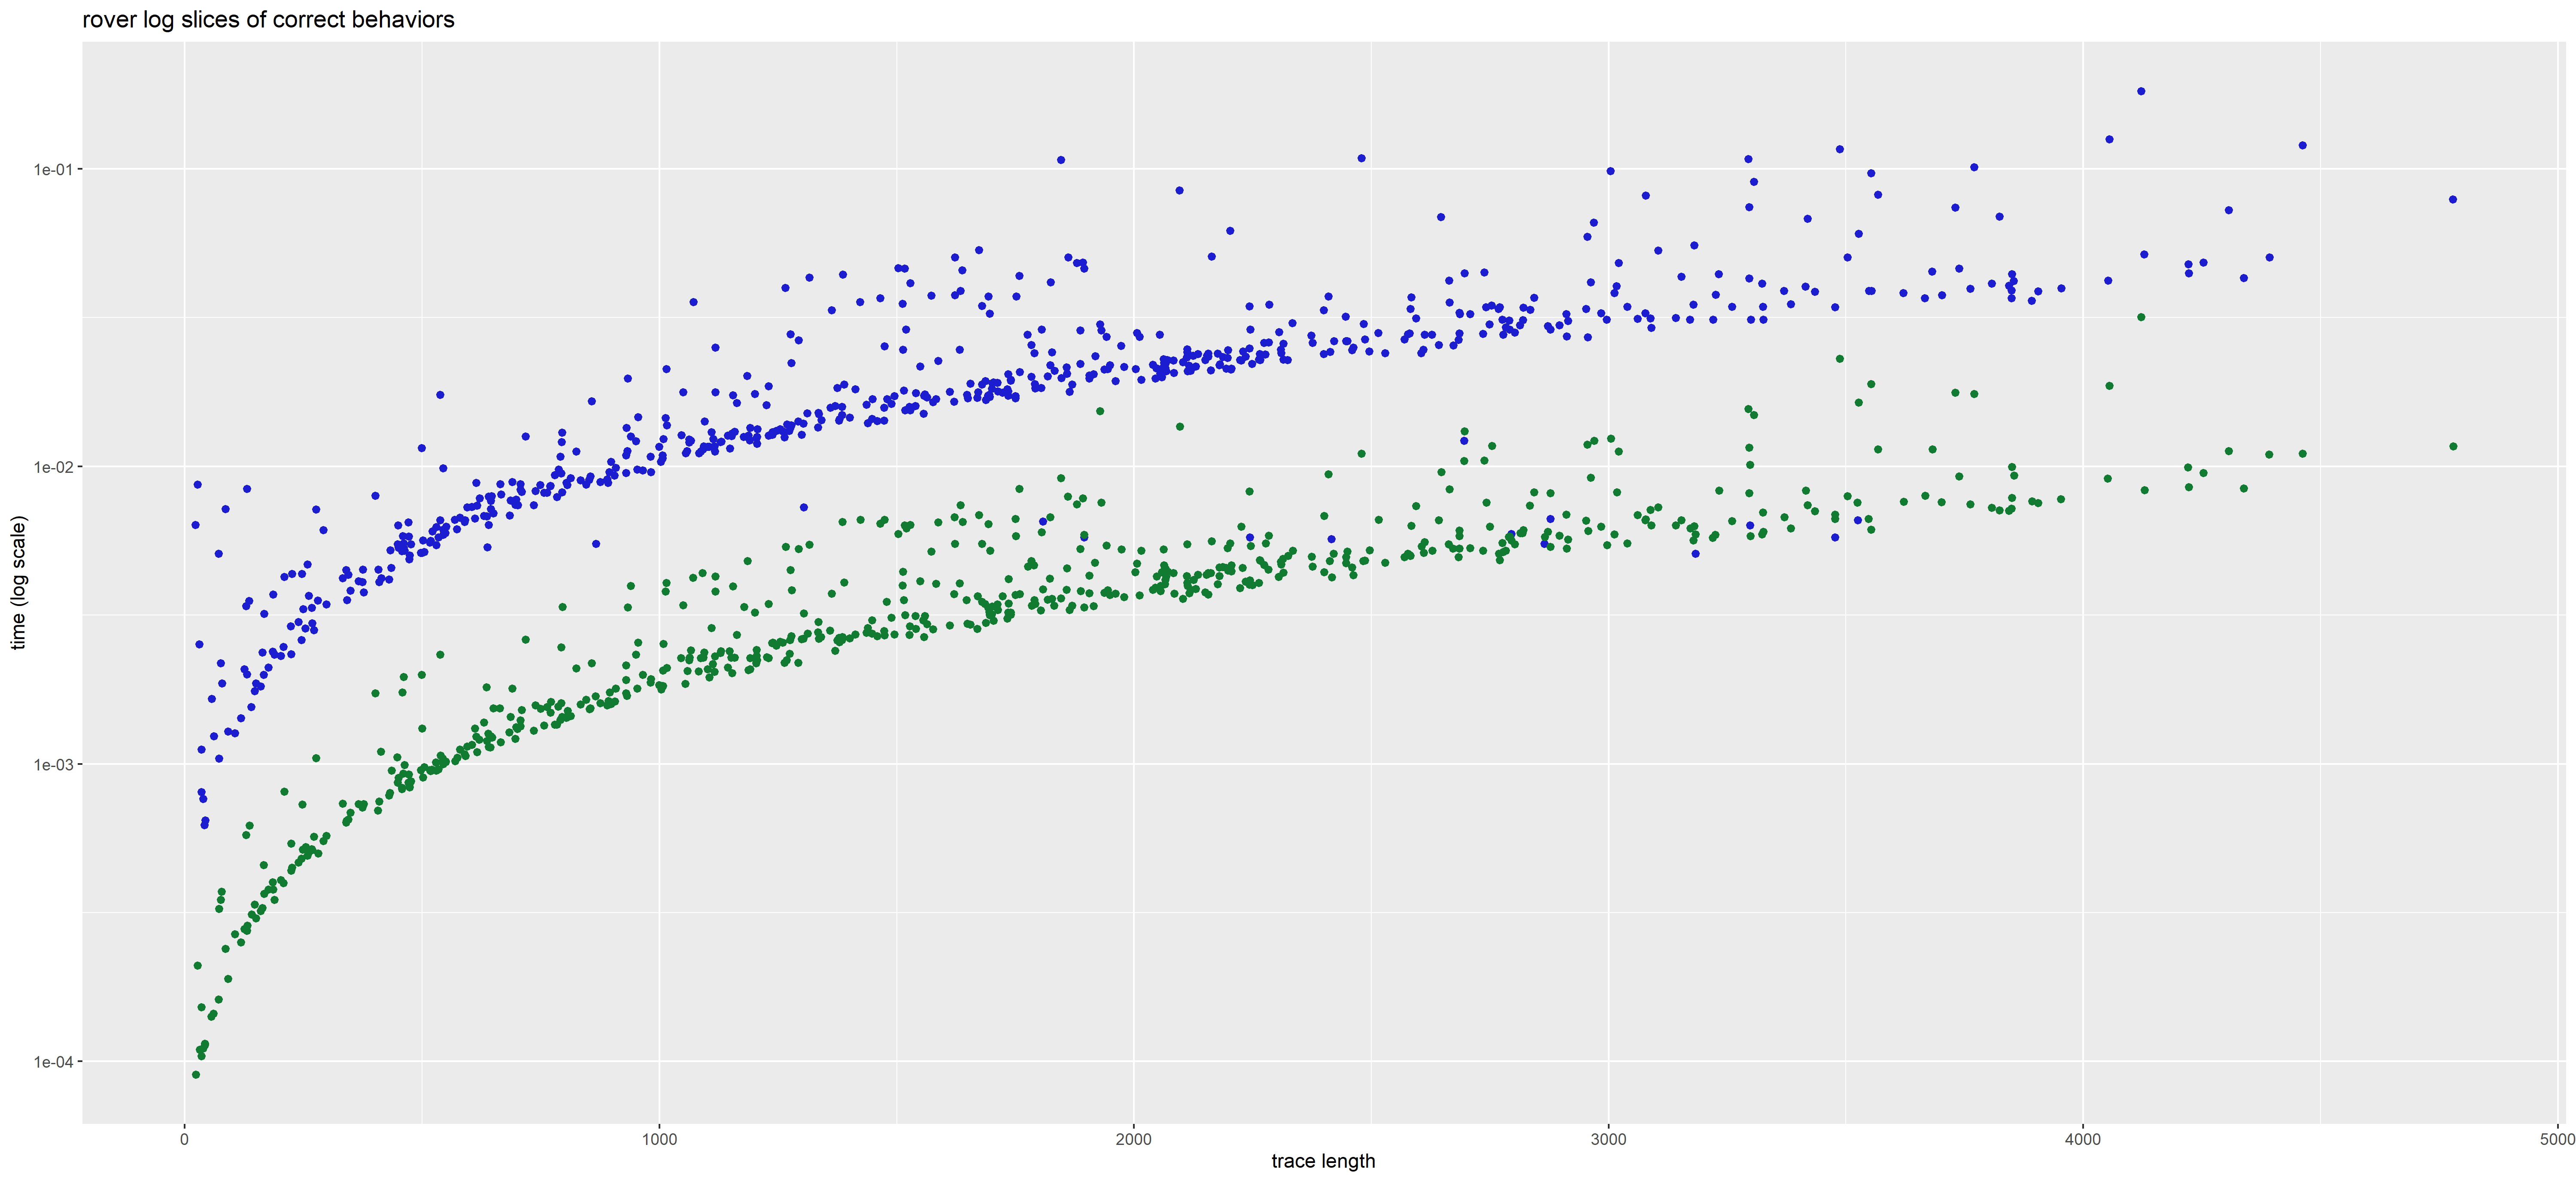 rover log slices of correct behaviors
time (log scale)
1e-01
1e-02
1e-03
1e-04
0 1000 2000 3000 4000 5000
trace length